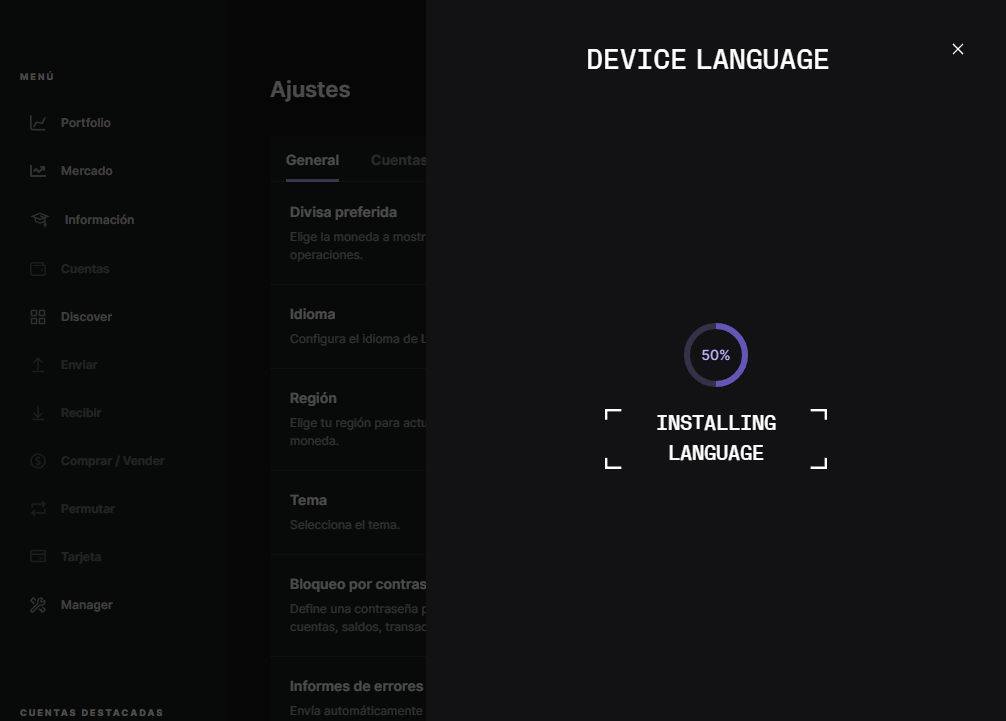 MENÚ
Portfolio
Mercado
Información
Cuentas
Discover
Enviar
Recibir
Comprar / Vender
Permutar
Tarjeta
Manager
CUENTAS DESTACADAS
Ajustes
General
Cuentas
Divisa preferida
Elige la moneda a mostr
operaciones.
Idioma
Configura el idioma de L
Región
Elige tu región para actu
moneda.
Tema
Selecciona el tema.
Bloqueo por contras
Define una contraseña p
cuentas, saldos, transac
Informes de errores
Envía automáticamente
DEVICE LANGUAGE
50%
INSTALLING
LANGUAGE